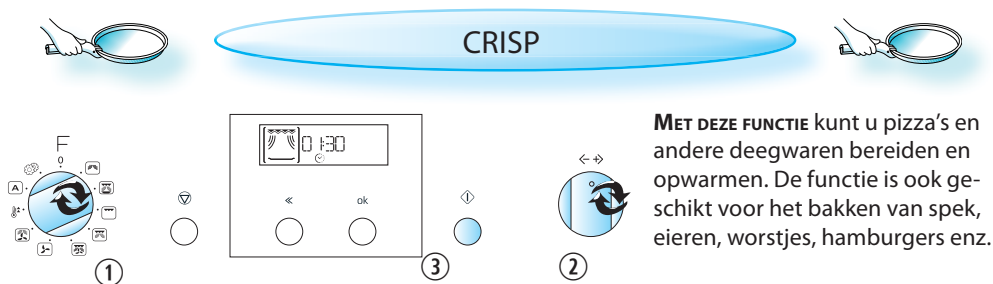 CRISP
F
0
A
01:30
ok
1
3
2
MET DEZE FUNCTIE kunt u pizza's en
andere deegwaren bereiden en
opwarmen. De functie is ook ge-
schikt voor het bakken van spek,
eieren, worstjes, hamburgers enz.